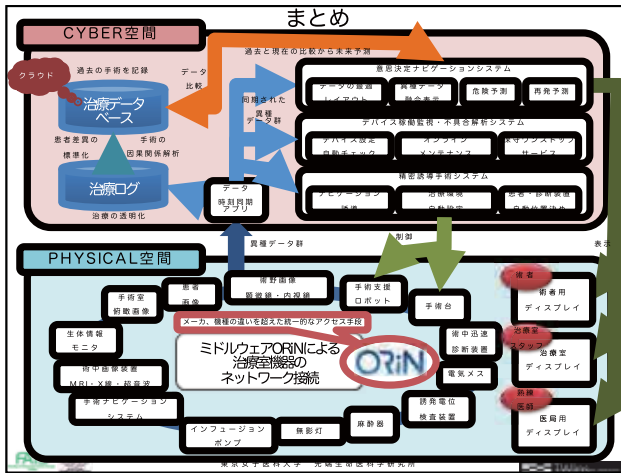 まとめ
CYBER空間
過去と現在の比較から未来予測
クラウド
過去の手術を記録
データ
比較
治療データ
ベース
同期された
異種
データ群
意思決定ナビゲーションシステム
データの最適
レイアウト
異種データ
融合表示
危険予測
再発予測
デバイス稼働監視・不具合解析システム
デバイス設定
自動チェック
オンライン
メンテナンス
保守ワンストップ
サービス
患者差異の
標準化
手術の
因果関係解析
精密誘導手術システム
ナビゲーション
誘導
治療環境
自動設定
患者・診断装置
自動位置決め
治療ログ
治療の透明化
データ
時刻同期
アプリ
異種データ群
制御
表示
PHYSICAL空間
術野画像
顕微鏡・内視鏡
患者
画像
手術室
俯瞰画像
生体情報
モニタ
術中画像装置
MRI・X線・超音波
手術ナビゲーション
システム
インフュージョン
ポンプ
無影灯
麻酔器
誘発電位
検査装置
電気メス
術中迅速
診断装置
手術台
手術支援
ロボット
メーカ、機種の違いを超えた統一的なアクセス手段
ミドルウェアORiNによる
治療室機器の
ネットワーク接続
ORiN
術者
術者用
ディスプレイ
治療室
スタッフ
治療室
ディスプレイ
熟練
医師
医局用
ディスプレイ
東京女子医科大学 先端生命医科学研究所